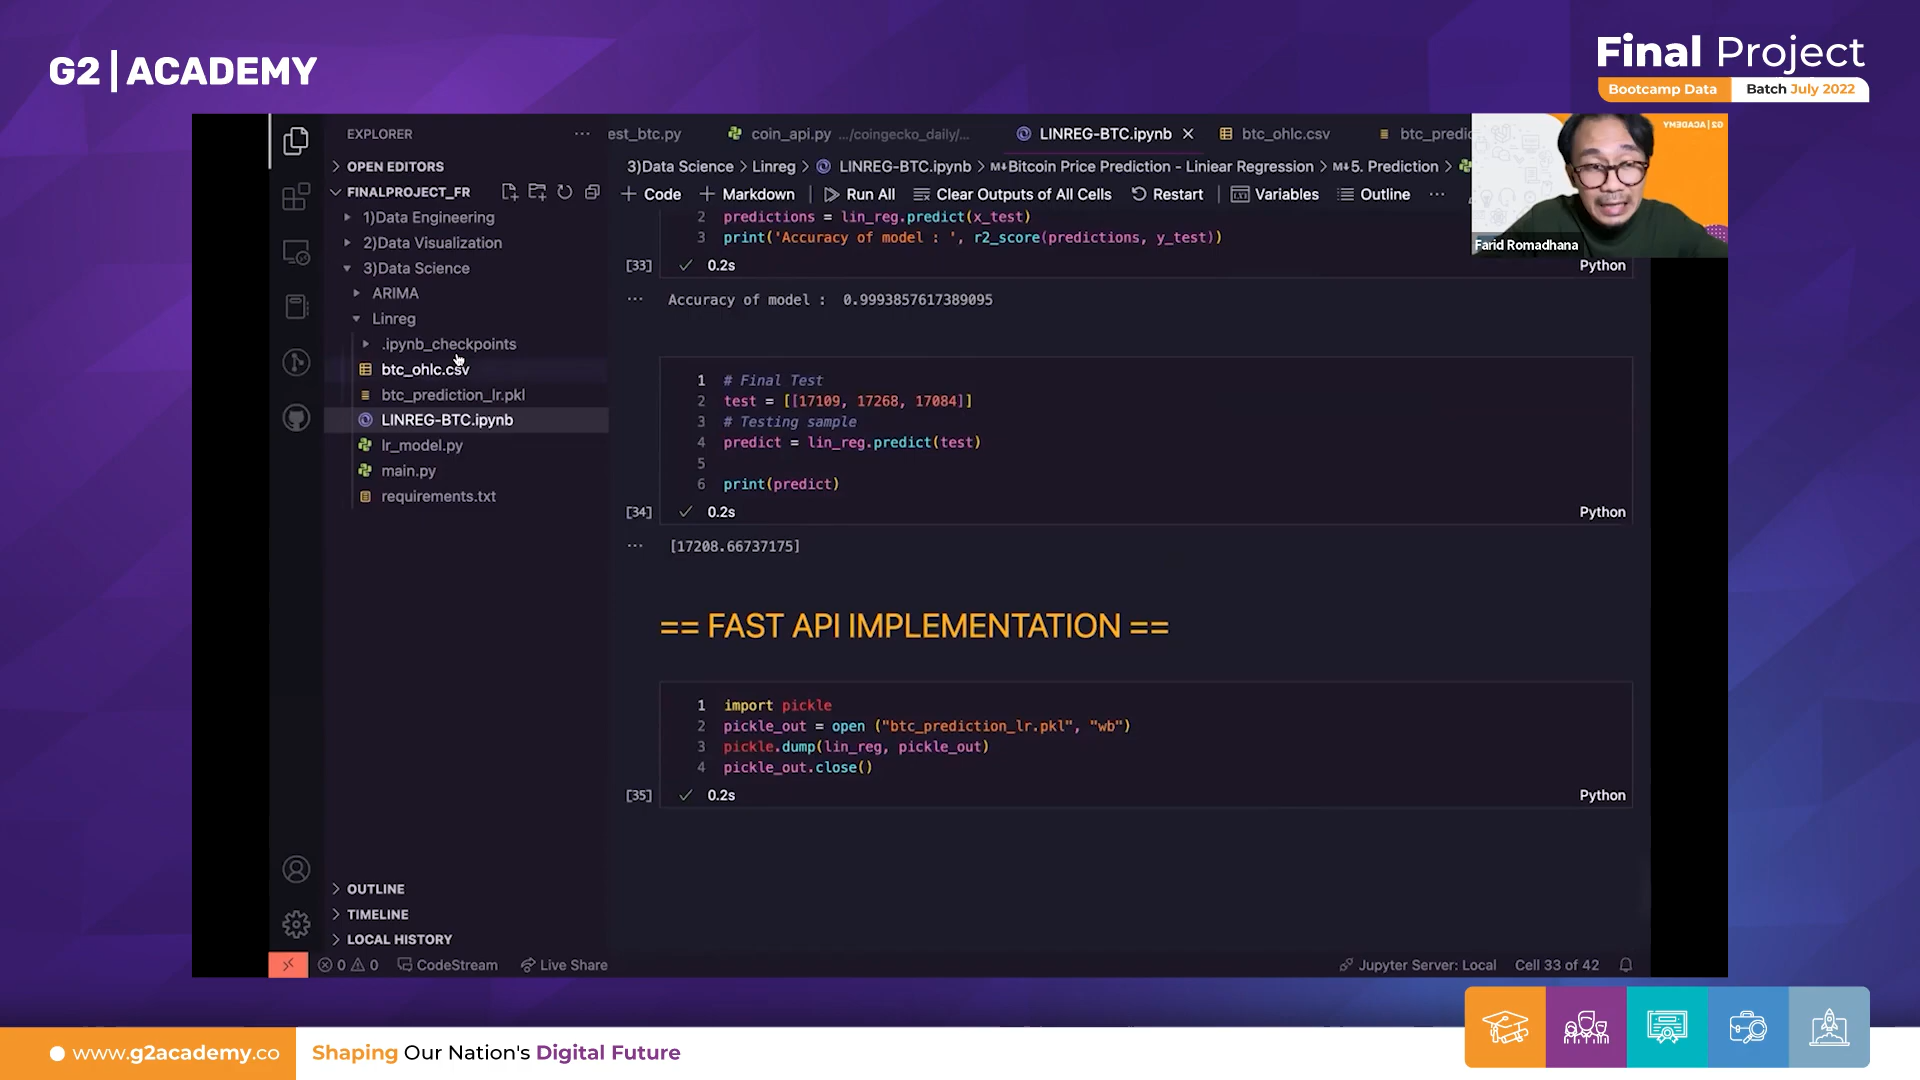 G2 | ACADEMY
Final Project
Bootcamp Data
Batch July 2022
EXPLORER
OPEN EDITORS
FINALPROJECT_FR
1)Data Engineering
2)Data Visualization
3)Data Science
ARIMA
Linreg
.ipynb_checkpoints
btc_ohlc.csv
btc_prediction_lr.pkl
LINREG-BTC.ipynb
lr_model.py
main.py
requirements.txt
OUTLINE
TIMELINE
LOCAL HISTORY
est_btc.py
coin_api.py .../coingecko_daily/...
LINREG-BTC.ipynb
btc_ohlc.csv
btc_predic
3)Data Science > Linreg > LINREG-BTC.ipynb > M↓Bitcoin Price Prediction - Liniear Regression > M↓5. Prediction >
+ Code + Markdown | Run All Clear Outputs of All Cells Restart | Variables Outline ...
2 predictions = lin_reg.predict(x_test)
3 print('Accuracy of model : ', r2_score(predictions, y_test))
[33] ✓ 0.2s Python
... Accuracy of model : 0.9993857617389095
1 # Final Test
2 test = [[17109, 17268, 17084]]
3 # Testing sample
4 predict = lin_reg.predict(test)
5
6 print(predict)
[34] ✓ 0.2s Python
... [17208.66737175]
== FAST API IMPLEMENTATION ==
1 import pickle
2 pickle_out = open ("btc_prediction_lr.pkl", "wb")
3 pickle.dump(lin_reg, pickle_out)
4 pickle_out.close()
[35] ✓ 0.2s Python
G2 | ACADEMY
Farid Romadhana
0 0 CodeStream Live Share
Jupyter Server: Local Cell 33 of 42
www.g2academy.co
Shaping Our Nation's Digital Future